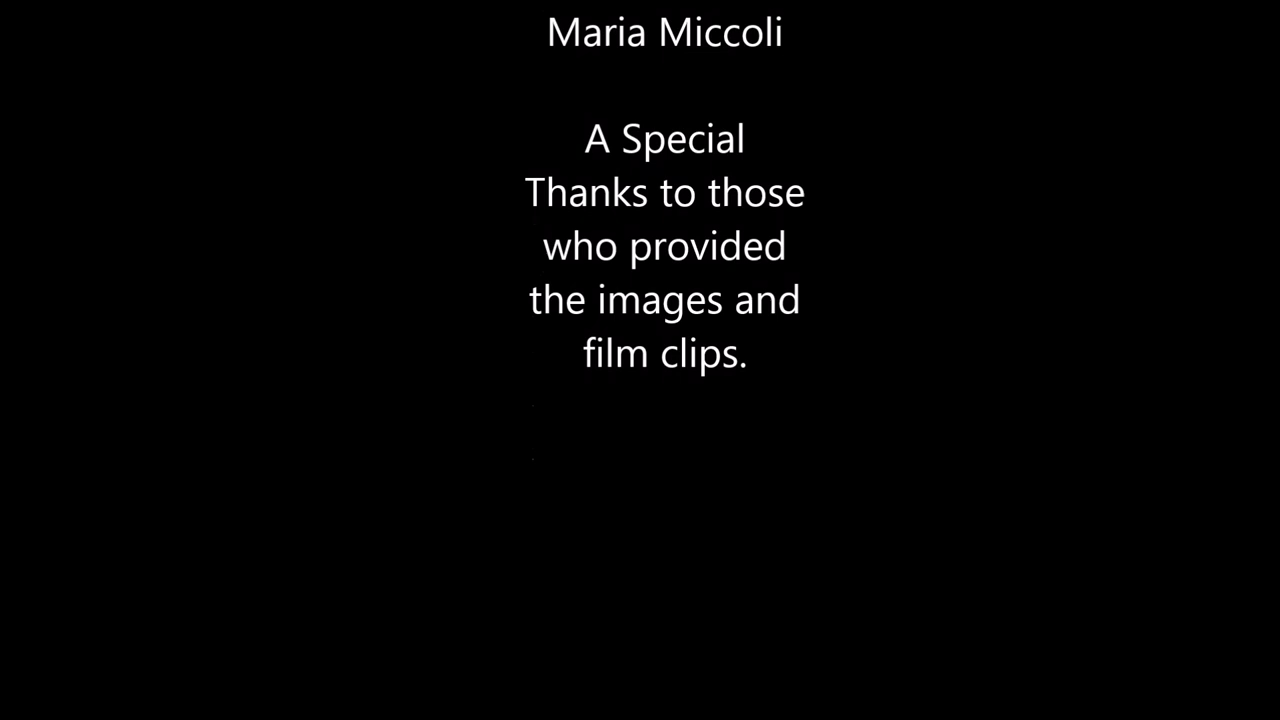 Maria Miccoli
A Special
Thanks to those
who provided
the images and
film clips.